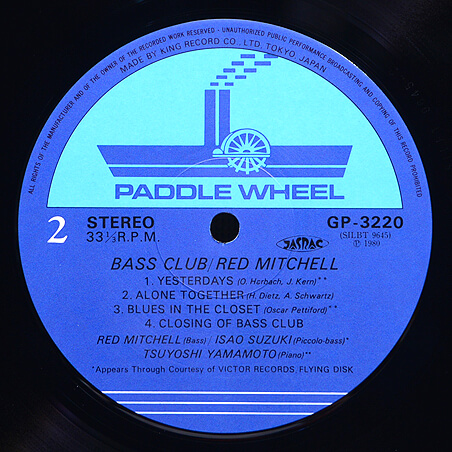 ALL RIGHTS OF THE MANUFACTURER AND OF THE OWNER OF THE RECORDED WORK RESERVED · UNAUTHORIZED PUBLIC PERFORMANCE BROADCASTING AND COPYING OF THIS RECORD PROHIBITED
MADE BY KING RECORD CO., LTD. TOKYO, JAPAN
PADDLE WHEEL
2 STEREO
33⅓ R.P.M.
JASRAC
GP-3220
(SILBT-9645)
Ⓟ 1980
BASS CLUB/RED MITCHELL
1. YESTERDAYS (O. Horbach, J. Kern)**
2. ALONE TOGETHER (H. Dietz, A. Schwartz)
3. BLUES IN THE CLOSET (Oscar Pettiford)**
4. CLOSING OF BASS CLUB
RED MITCHELL (Bass) / ISAO SUZUKI (Piccolo-bass)*
TSUYOSHI YAMAMOTO (Piano)**
*Appears Through Courtesy of VICTOR RECORDS, FLYING DISK